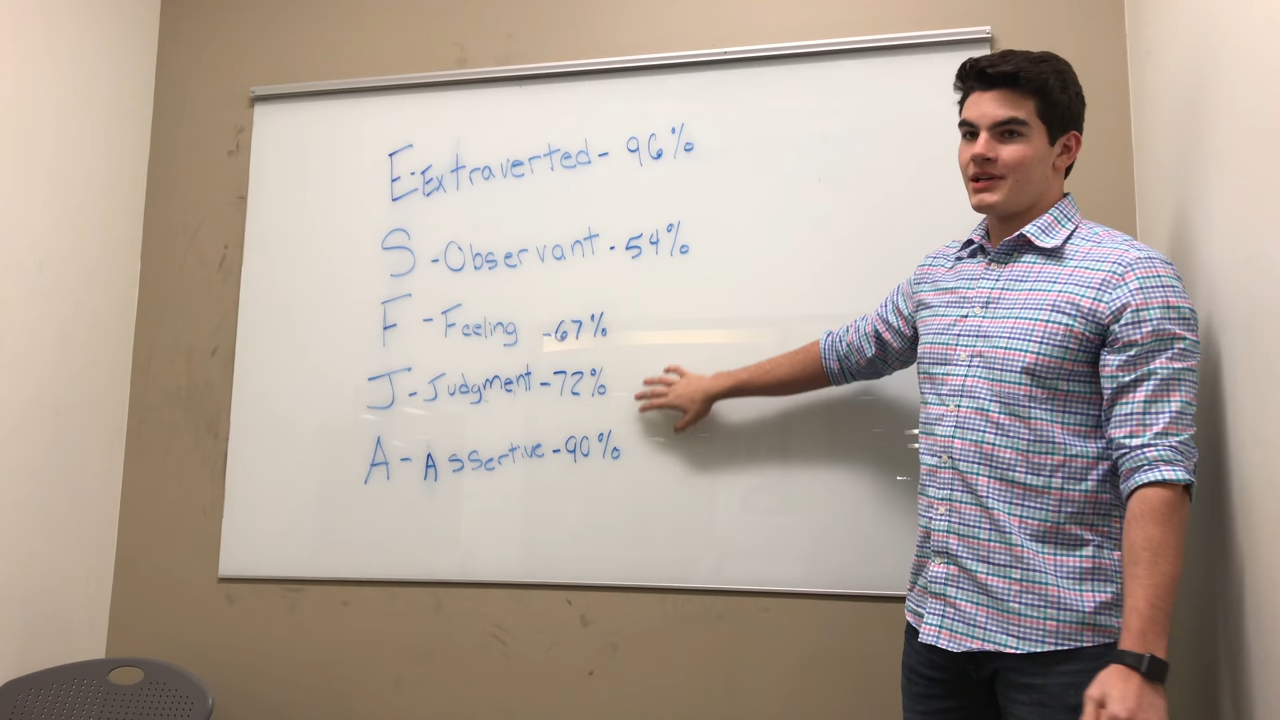 E-Extraverted- 96%
S -Observant - 54%
F - Feeling -67%
J - Judgment -72%
A - Assertive -90%